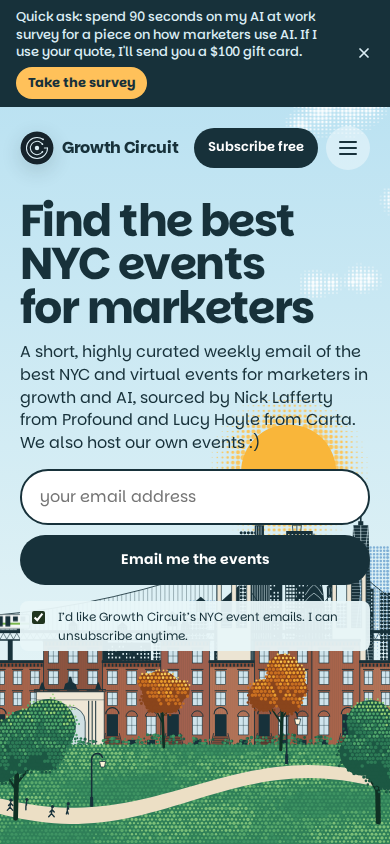 Quick ask: spend 90 seconds on my AI at work
survey for a piece on how marketers use AI. If I
use your quote, I'll send you a $100 gift card.
Take the survey
Growth Circuit
Subscribe free
Find the best
NYC events
for marketers
A short, highly curated weekly email of the
best NYC and virtual events for marketers in
growth and AI, sourced by Nick Lafferty
from Profound and Lucy Hoyle from Carta.
We also host our own events :)
your email address
Email me the events
I'd like Growth Circuit's NYC event emails. I can
unsubscribe anytime.